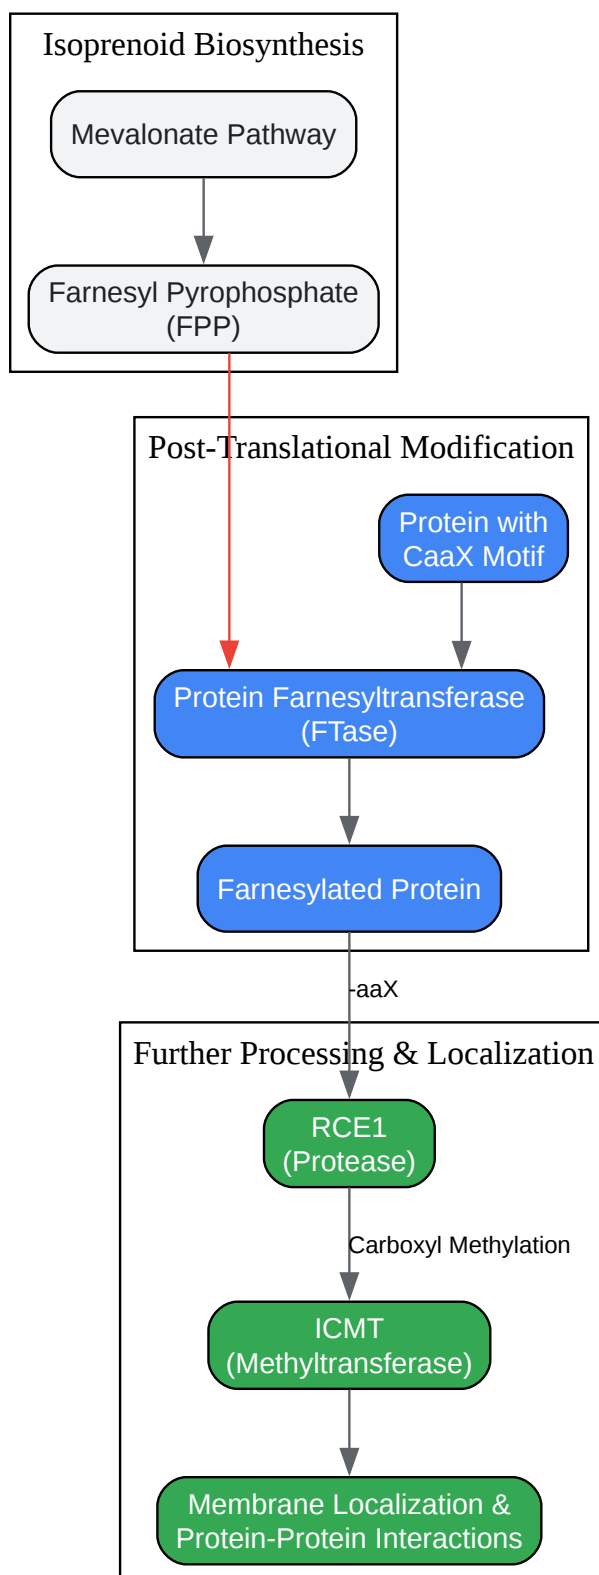 Isoprenoid Biosynthesis
Mevalonate Pathway
Farnesyl Pyrophosphate
(FPP)
Post-Translational Modification
Protein with
CaaX Motif
Protein Farnesyltransferase
(FTase)
Farnesylated Protein
-aaX
Further Processing & Localization
RCE1
(Protease)
Carboxyl Methylation
ICMT
(Methyltransferase)
Membrane Localization &
Protein-Protein Interactions